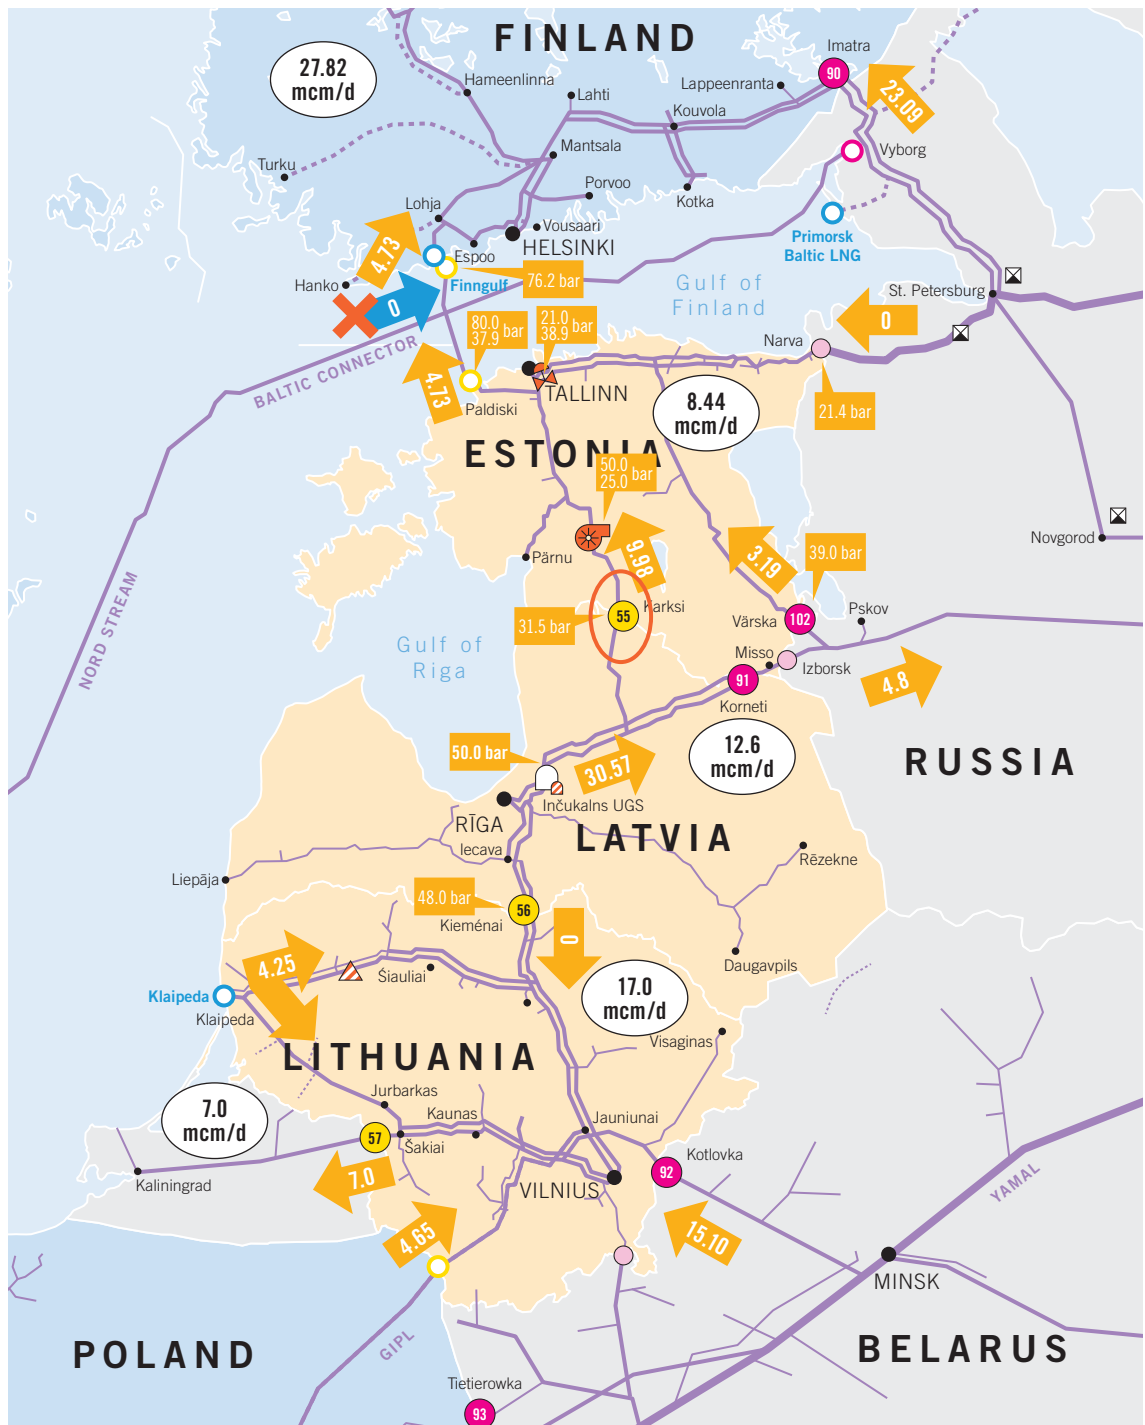 FINLAND
Imatra
90
27.82
mcm/d
Hameenlinna
Lahti
Lappeenranta
23.09
Kouvola
Mantsala
Vyborg
Turku
Porvoo
Kotka
Lohja
Vousaari
HELSINKI
Espoo
4.73
Primorsk
Baltic LNG
Hanko
Finngulf
76.2 bar
Gulf of
Finland
St. Petersburg
0
80.0
37.9
bar
21.0
38.9
bar
0
Narva
BALTIC CONNECTOR
4.73
Paldiski
TALLINN
8.44
mcm/d
21.4 bar
ESTONIA
50.0
25.0
bar
Novgorod
9.98
3.19
39.0 bar
Pärnu
NORD STREAM
31.5 bar
55
Karksi
Värska
102
Pskov
Gulf of
Riga
Misso
Izborsk
91
Korneti
4.8
50.0 bar
30.57
12.6
mcm/d
RUSSIA
Inčukalns UGS
RĪGA
LATVIA
Iecava
Rēzekne
Liepāja
48.0 bar
56
Kieménai
0
Daugavpils
4.25
Śiauliai
Klaipeda
Klaipeda
17.0
mcm/d
Visaginas
LITHUANIA
7.0
mcm/d
Jurbarkas
Kaunas
Jauniunai
57
Šakiai
Kotlovka
92
Kaliningrad
7.0
VILNIUS
YAMAL
4.65
15.10
MINSK
POLAND
GIPL
BELARUS
Tietierowka
93